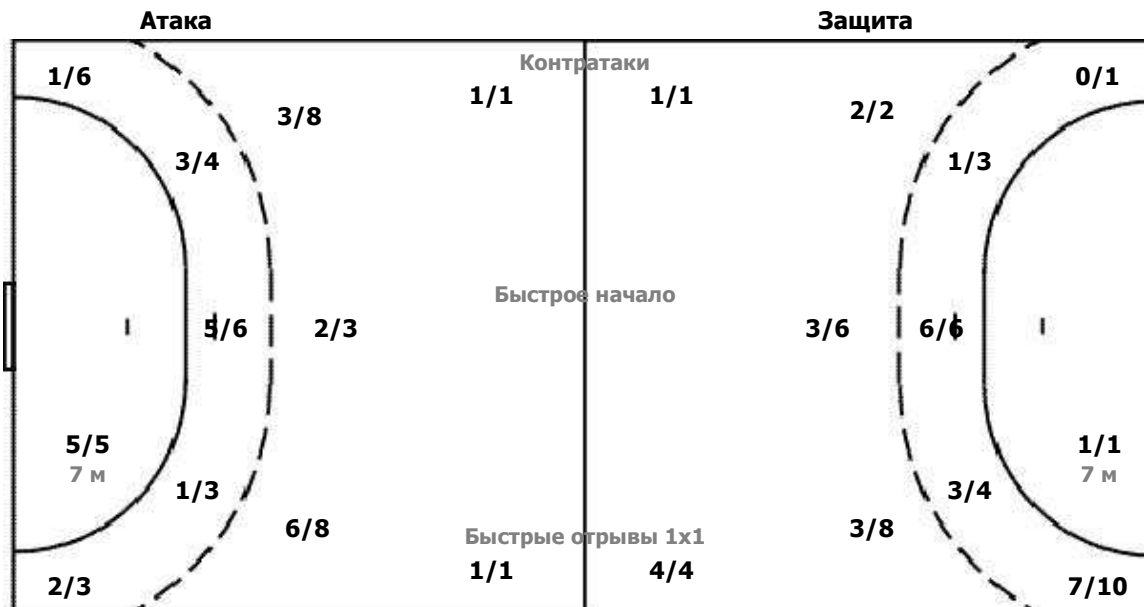 Атака Защита
Контратаки
1/6 0/1
1/1 1/1
3/8 2/2
3/4 1/3
Быстрое начало
5/6 2/3 3/6 6/6
5/5 1/1
7 м 7 м
1/3 3/4
6/8 3/8
Быстрые отрывы 1x1
1/1 4/4
2/3 7/10